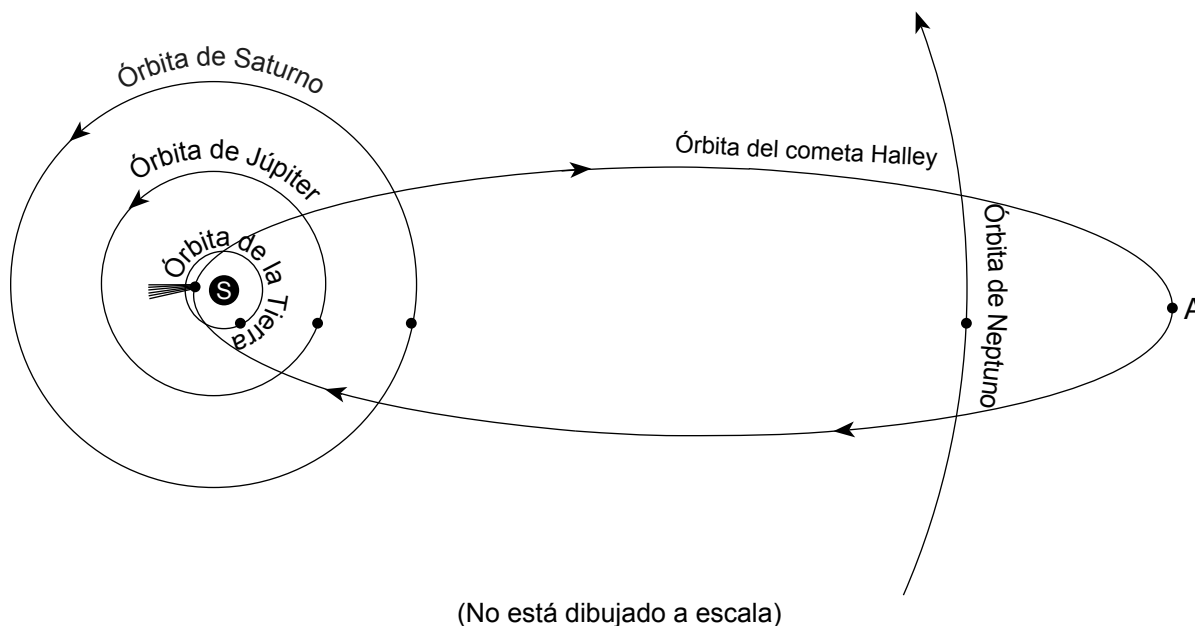 Órbita de Saturno
Órbita de Júpiter
Órbita del cometa Halley
Órbita de la Tierra
S
Órbita de Neptuno
A
(No está dibujado a escala)